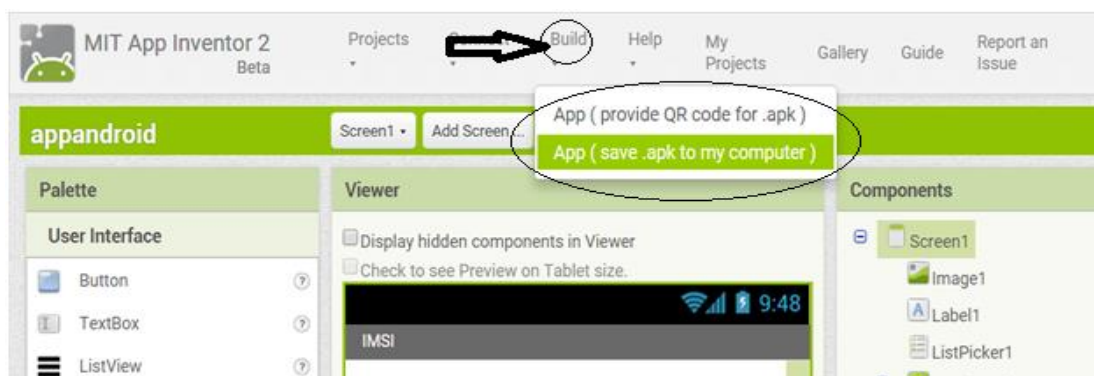 MIT App Inventor 2
Beta
Projects
Build
Help
My
Projects
Gallery
Guide
Report an
Issue
App ( provide QR code for .apk )
App ( save .apk to my computer )
appandroid
Screen1
Add Screen ...
Palette
Viewer
Components
User Interface
Display hidden components in Viewer
Check to see Preview on Tablet size.
Button
TextBox
ListView
9:48
IMSI
Screen1
Image1
Label1
ListPicker1